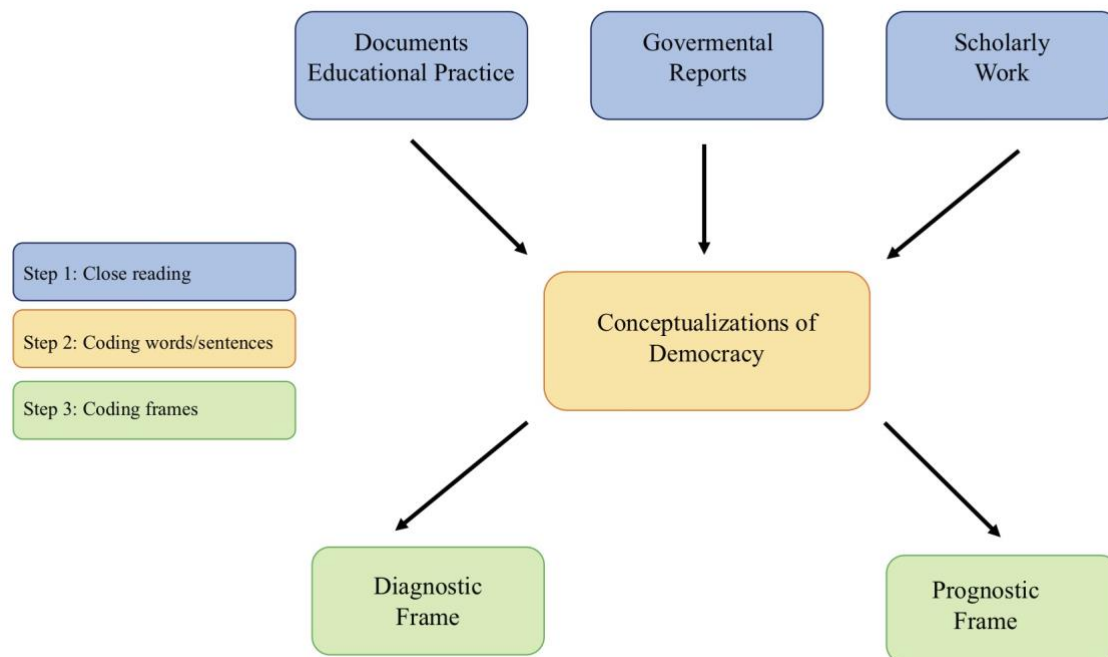 Documents
Educational Practice
Govermental
Reports
Scholarly
Work
Step 1: Close reading
Step 2: Coding words/sentences
Step 3: Coding frames
Conceptualizations of
Democracy
Diagnostic
Frame
Prognostic
Frame